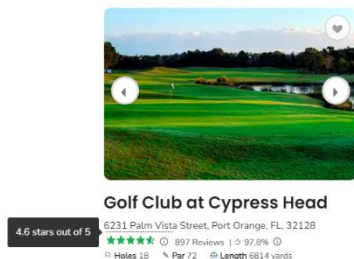 Golf Club at Cypress Head
6231 Palm Vista Street, Port Orange, FL, 32128
4.6 stars out of 5
897 Reviews | 97.8%
Holes 18 Par 72 Length 6814 yards